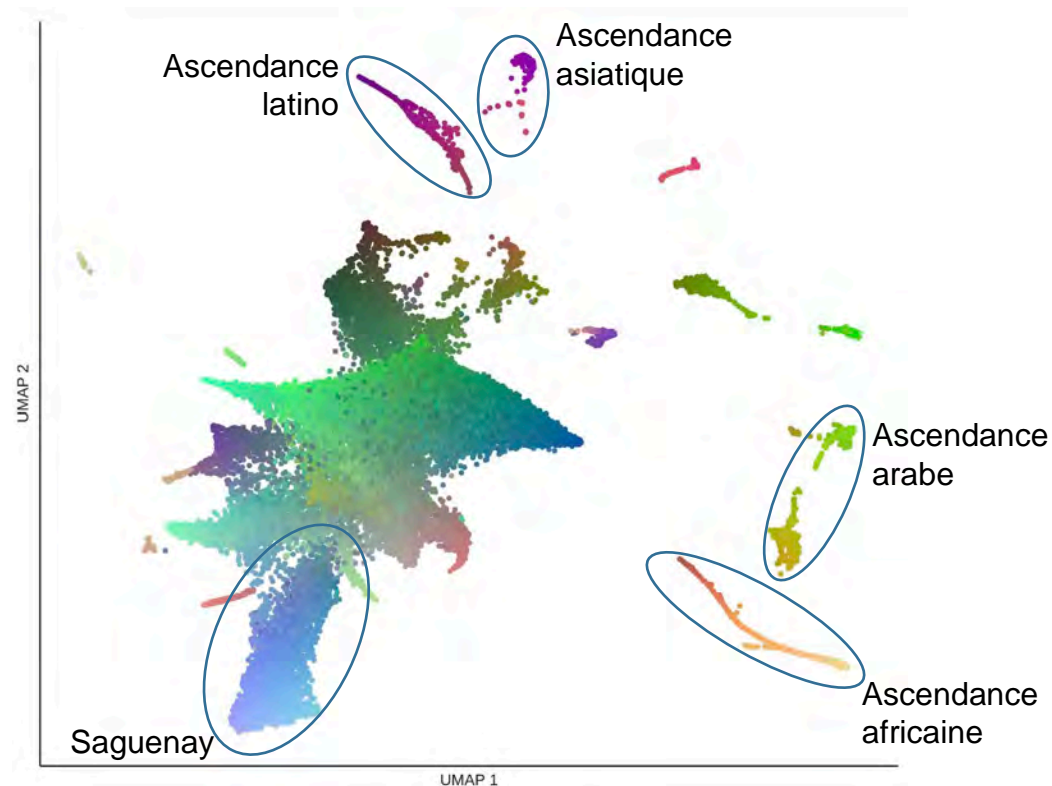 Ascendance
latino
Ascendance
asiatique
UMAP 2
Ascendance
arabe
Ascendance
africaine
Saguenay
UMAP 1